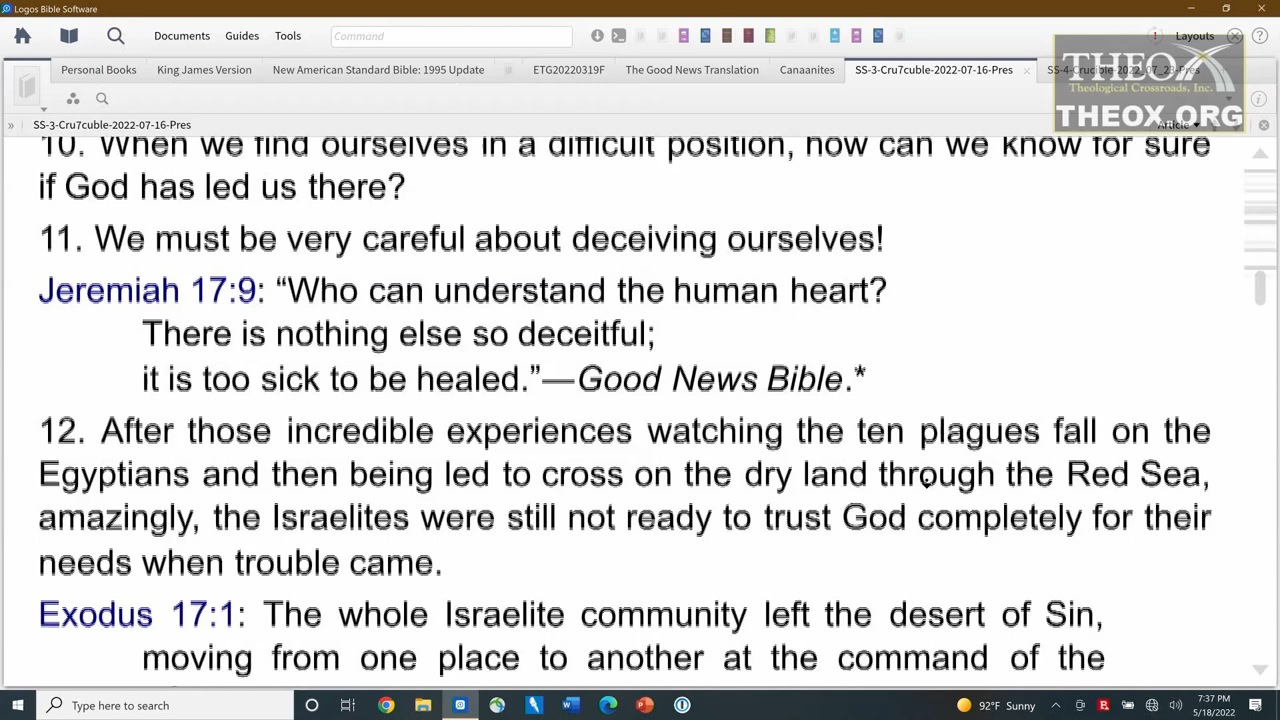 Logos Bible Software
Documents Guides Tools Command Layouts
THEOX
Theological Crossroads, Inc.
THEOX.ORG
Personal Books King James Version New American St ute ETG20220319F The Good News Translation Cananites SS-3-Cru7cuble-2022-07-16-Pres SS-4-Crucible-2022_07_23-Pres
SS-3-Cru7cuble-2022-07-16-Pres Article
10. When we find ourselves in a difficult position, how can we know for sure
if God has led us there?
11. We must be very careful about deceiving ourselves!
Jeremiah 17:9: “Who can understand the human heart?
There is nothing else so deceitful;
it is too sick to be healed.”—Good News Bible.*
12. After those incredible experiences watching the ten plagues fall on the
Egyptians and then being led to cross on the dry land through the Red Sea,
amazingly, the Israelites were still not ready to trust God completely for their
needs when trouble came.
Exodus 17:1: The whole Israelite community left the desert of Sin,
moving from one place to another at the command of the
Type here to search 92°F Sunny 7:37 PM
5/18/2022